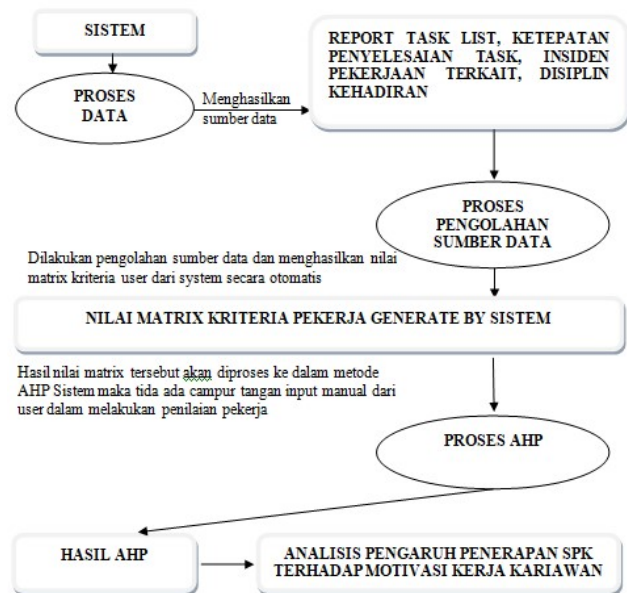 SISTEM
PROSES
DATA
Menghasilkan
sumber data
REPORT TASK LIST, KETEPATAN
PENYELESAIAN TASK, INSIDEN
PEKERJAAN TERKAIT, DISIPLIN
KEHADIRAN
PROSES
PENGOLAHAN
SUMBER DATA
Dilakukan pengolahan sumber data dan menghasilkan nilai
matrix kriteria user dari system secara otomatis
NILAI MATRIX KRITERIA PEKERJA GENERATE BY SISTEM
Hasil nilai matrix tersebut akan diproses ke dalam metode
AHP Sistem maka tida ada campur tangan input manual dari
user dalam melakukan penilaian pekerja
PROSES AHP
HASIL AHP
ANALISIS PENGARUH PENERAPAN SPK
TERHADAP MOTIVASI KERJA KARIAWAN